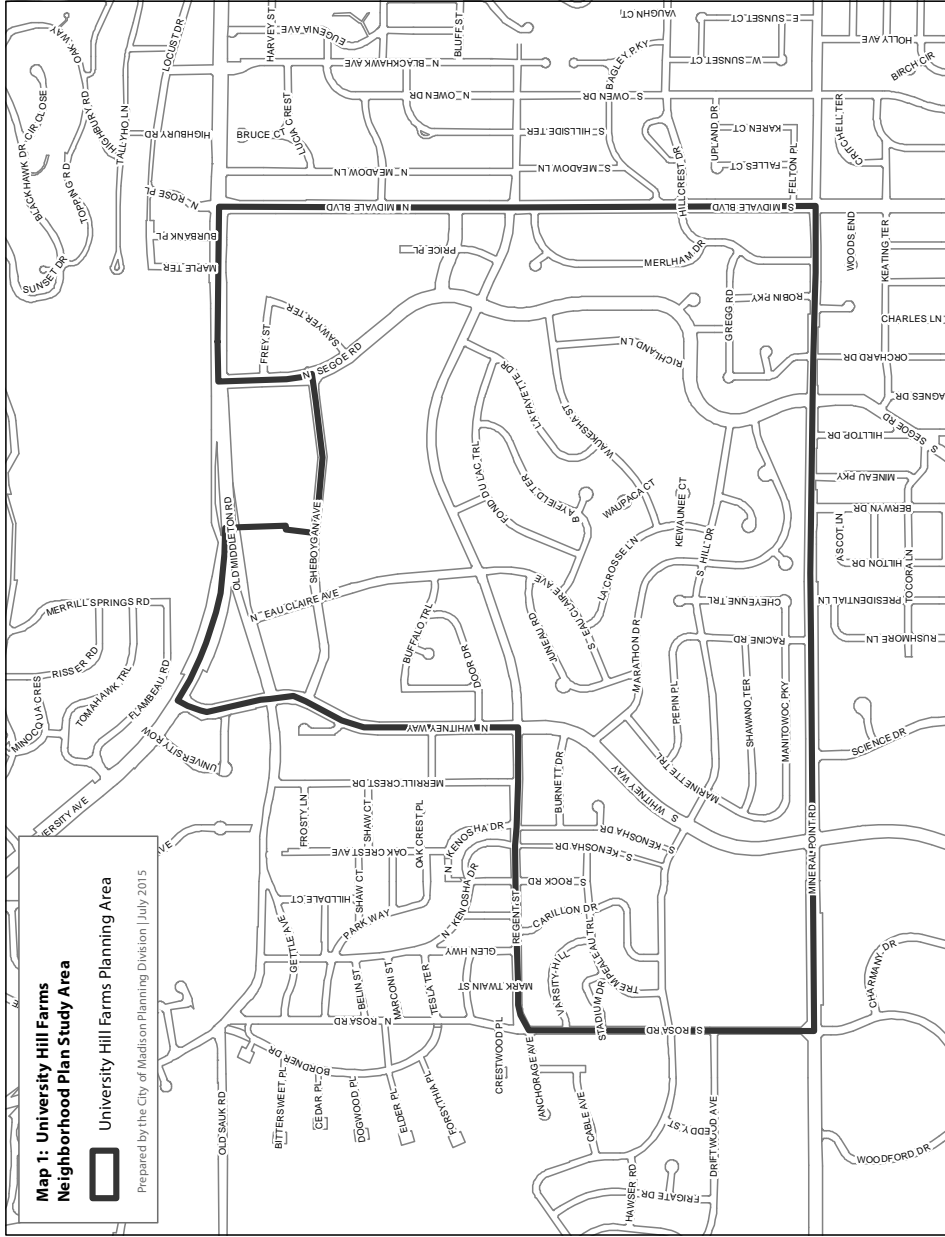 Map 1: University Hill Farms
Neighborhood Plan Study Area
University Hill Farms Planning Area
Prepared by the City of Madison Planning Division | July 2015
OAK WAY
LOCUST DR
HARVEY ST
EUGENIA AVE
BLUFF ST
VAUGHN CT
E SUNSET CT
HOLLY AVE
BLACKHAWK DR
CIR CLOSE
HIGHBURY RD
TALLYHO LN
HIGHBURY RD
N BLACKHAWK AVE
BAGLEY PKY
W SUNSET CT
BIRCH CIR
TOPPING RD
SUNSET DR
BRUCE CT
LUCIA CREST
N OWEN DR
S OWEN DR
S HILLSIDE TER
UPLAND DR
KAREN CT
CRITCHELL TER
N ROSE PL
N MEADOW LN
S MEADOW LN
HILLCREST DR
FALLES CT
FELTON PL
BURBANK PL
MAPLE TER
N MIDVALE BLVD
S MIDVALE BLVD
PRICE PL
MERLHAM DR
WOODS END
KEATING TER
FREY ST
SAWYER TER
N SEGOE RD
GREGG RD
ROBIN PKY
CHARLES LN
RICHLAND LN
ORCHARD DR
AGNES DR
LAFAYETTE DR
WAUKESHA ST
S SEGOE RD
HILLTOP DR
FOND DU LAC TRL
BAYFIELD TER
WAUPACA CT
KEWAUNEE CT
MINEAU PKY
BERWYN DR
OLD MIDDLETON RD
SHEBOYGAN AVE
LA CROSSE LN
S HILL DR
ASCOT LN
HILTON DR
TOCORA LN
MERRILL SPRINGS RD
N EAU CLAIRE AVE
S EAU CLAIRE AVE
JUNEAU RD
CHEYENNE TRL
PRESIDENTIAL LN
RISSER RD
BUFFALO TRL
DOOR DR
MARATHON DR
RACINE RD
RUSHMORE LN
MINOCQUA CRES
TOMAHAWK TRL
FLAMBEAU RD
PEPIN PL
SHAWANO TER
MANITOWOC PKY
UNIVERSITY ROW
N WHITNEY WAY
S WHITNEY WAY
MARINETTE TRL
SCIENCE DR
VERSITY AVE
AVE
MERRILL CREST DR
BURNETT DR
FROSTY LN
SHAW CT
OAK CREST PL
N KENOSHA DR
S KENOSHA DR
S KENOSHA DR
MINERAL POINT RD
OAK CREST AVE
HILLDALE CT
SHAW CT
N KENOSHA DR
REGENT ST
S ROCK RD
PARK WAY
GETTLE AVE
GLEN HWY
CARILLON DR
BELIN ST
MARCONI ST
TESLA TER
MARK TWAIN ST
VARSITY HILL
TREMPEALEAU TRL
STADIUM DR
CHARMANY DR
N ROSA RD
S ROSA RD
BORDNER DR
CRESTWOOD PL
ANCHORAGE AVE
OLD SAUK RD
BITTERSWEET PL
CEDAR PL
DOGWOOD PL
ELDER PL
FORSYTHIA PL
CABLE AVE
EDDY ST
DRIFTWOOD AVE
WOODFORD DR
HAWSER RD
FRIGATE DR